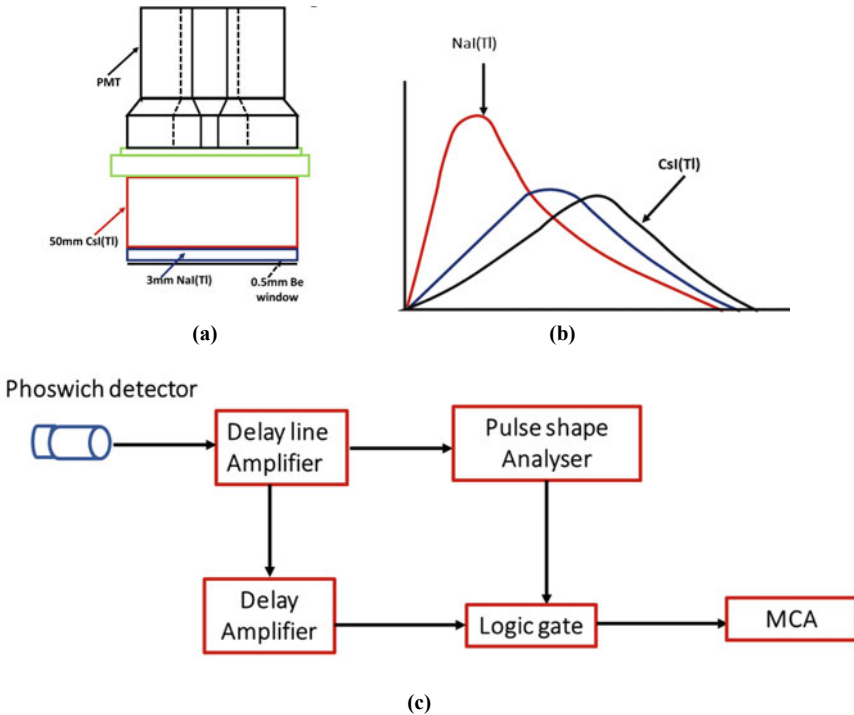 PMT
50mm CsI(Tl)
3mm NaI(Tl)
0.5mm Be
window
(a)
NaI(Tl)
CsI(Tl)
(b)
Phoswich detector
Delay line
Amplifier
Pulse shape
Analyser
Delay
Amplifier
Logic gate
MCA
(c)